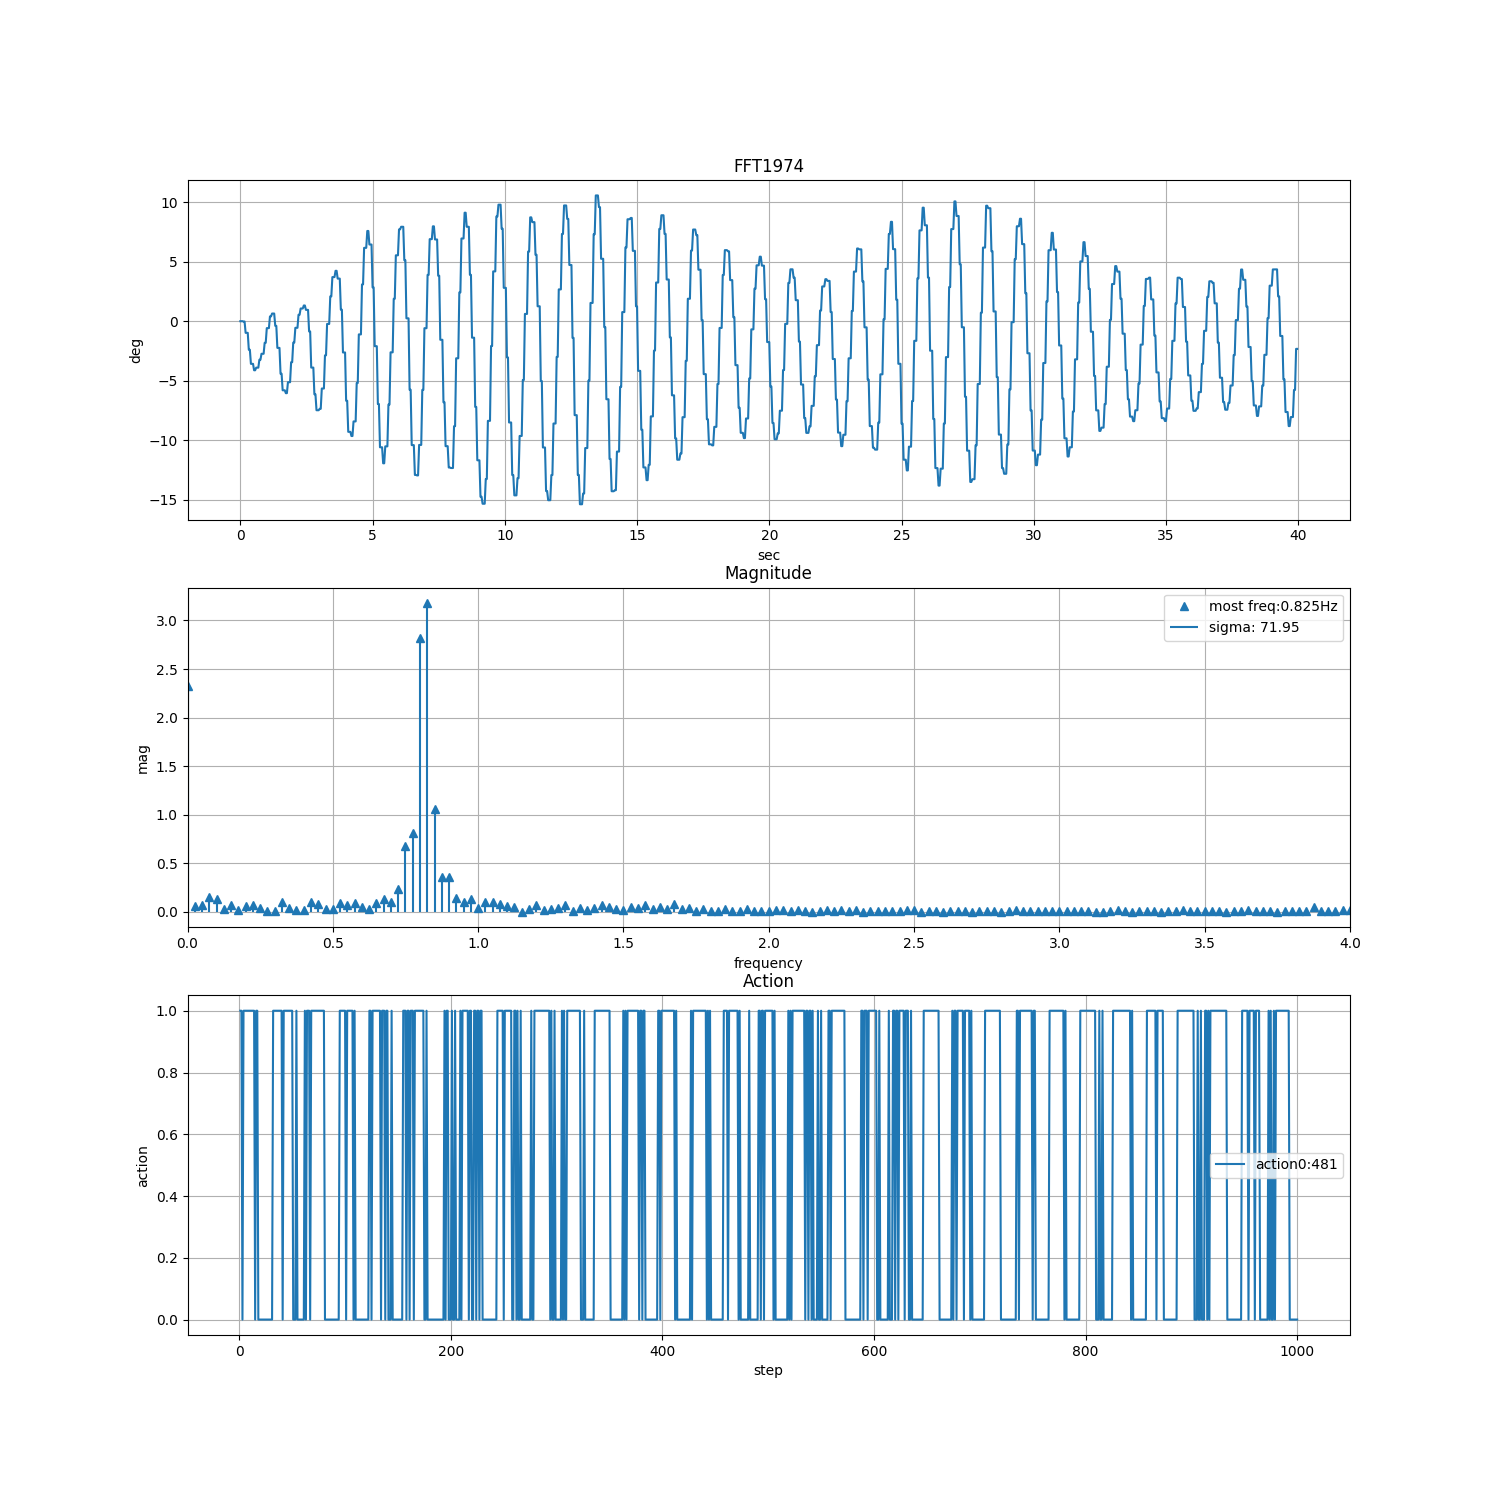 FFT1974
10
5
0
−5
−10
−15
deg
0 5 10 15 20 25 30 35 40
sec
Magnitude
most freq:0.825Hz
sigma: 71.95
3.0
2.5
2.0
1.5
1.0
0.5
0.0
mag
0.0 0.5 1.0 1.5 2.0 2.5 3.0 3.5 4.0
frequency
Action
1.0
0.8
0.6
0.4
0.2
0.0
action
action0:481
0 200 400 600 800 1000
step